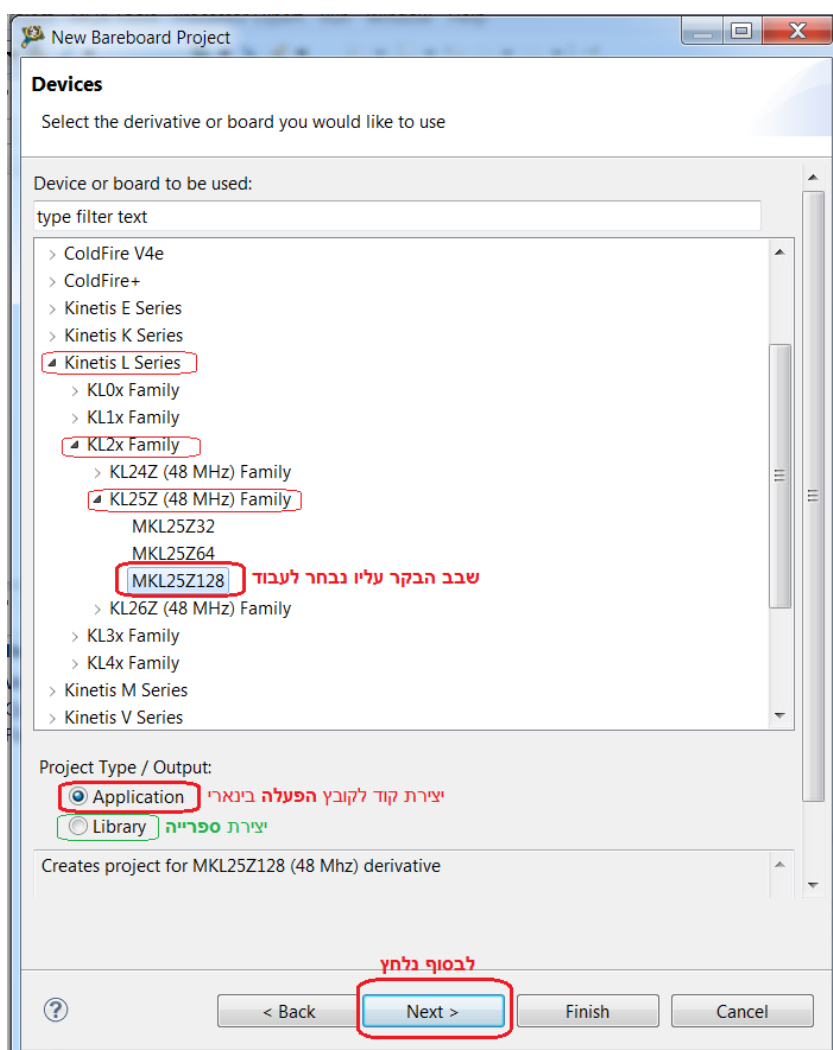 New Bareboard Project
Devices
Select the derivative or board you would like to use
Device or board to be used:
type filter text
ColdFire V4e
ColdFire+
Kinetis E Series
Kinetis K Series
Kinetis L Series
KL0x Family
KL1x Family
KL2x Family
KL24Z (48 MHz) Family
KL25Z (48 MHz) Family
MKL25Z32
MKL25Z64
MKL25Z128 שבב הבקר עליו נבחר לעבוד
KL26Z (48 MHz) Family
KL3x Family
KL4x Family
Kinetis M Series
Kinetis V Series
Project Type / Output:
Application יצירת קוד לקובץ הפעלה בינארי
Library יצירת ספרייה
Creates project for MKL25Z128 (48 Mhz) derivative
לבסוף נלחץ
? < Back Next > Finish Cancel